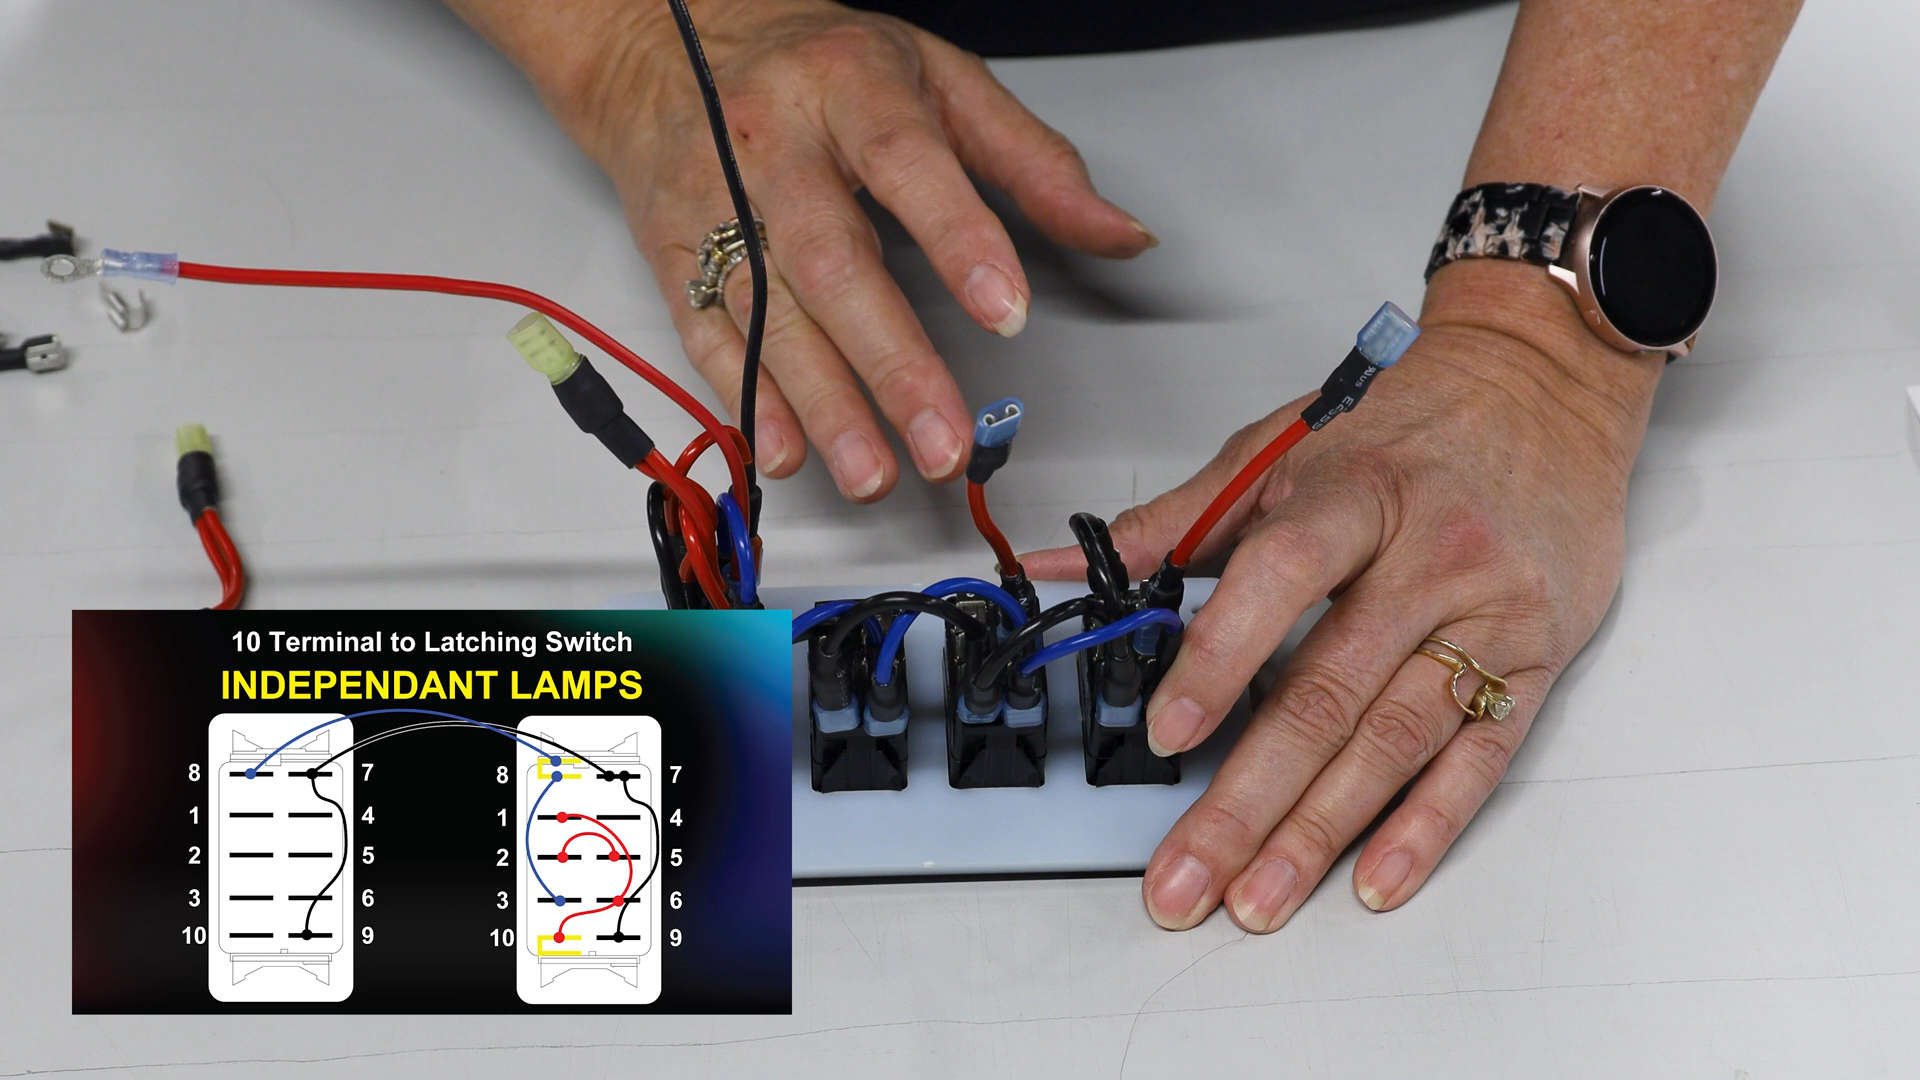 10 Terminal to Latching Switch
INDEPENDANT LAMPS
8 7 8 7
1 4 1 4
2 5 2 5
3 6 3 6
10 9 10 9